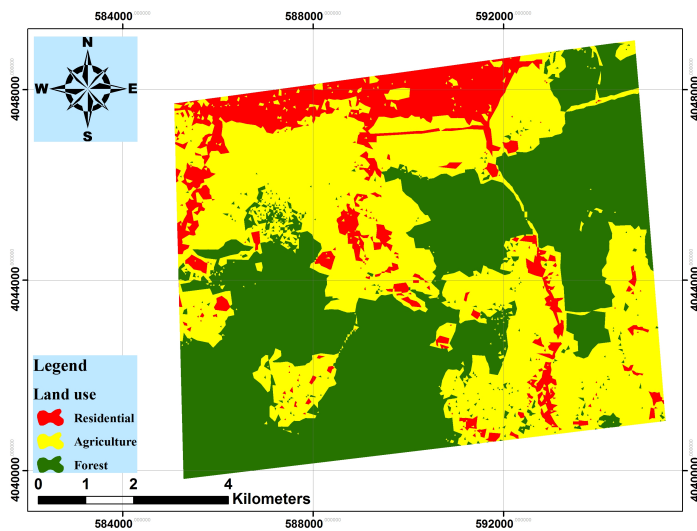 584000 588000 592000
4048000 4048000
N
W E
S
4044000 4044000
Legend
Land use
Residential
Agriculture
Forest
0 1 2 4
Kilometers
4040000 4040000
584000 588000 592000